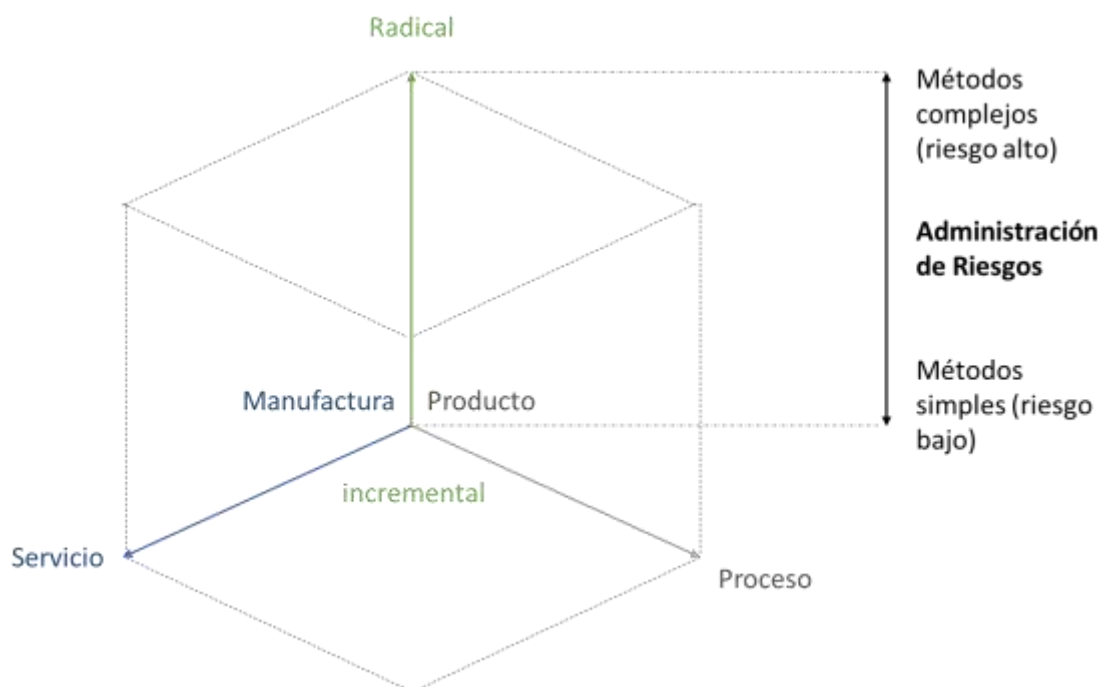 Radical
Métodos
complejos
(riesgo alto)
Administración
de Riesgos
Métodos
simples (riesgo
bajo)
Manufactura
Producto
incremental
Servicio
Proceso